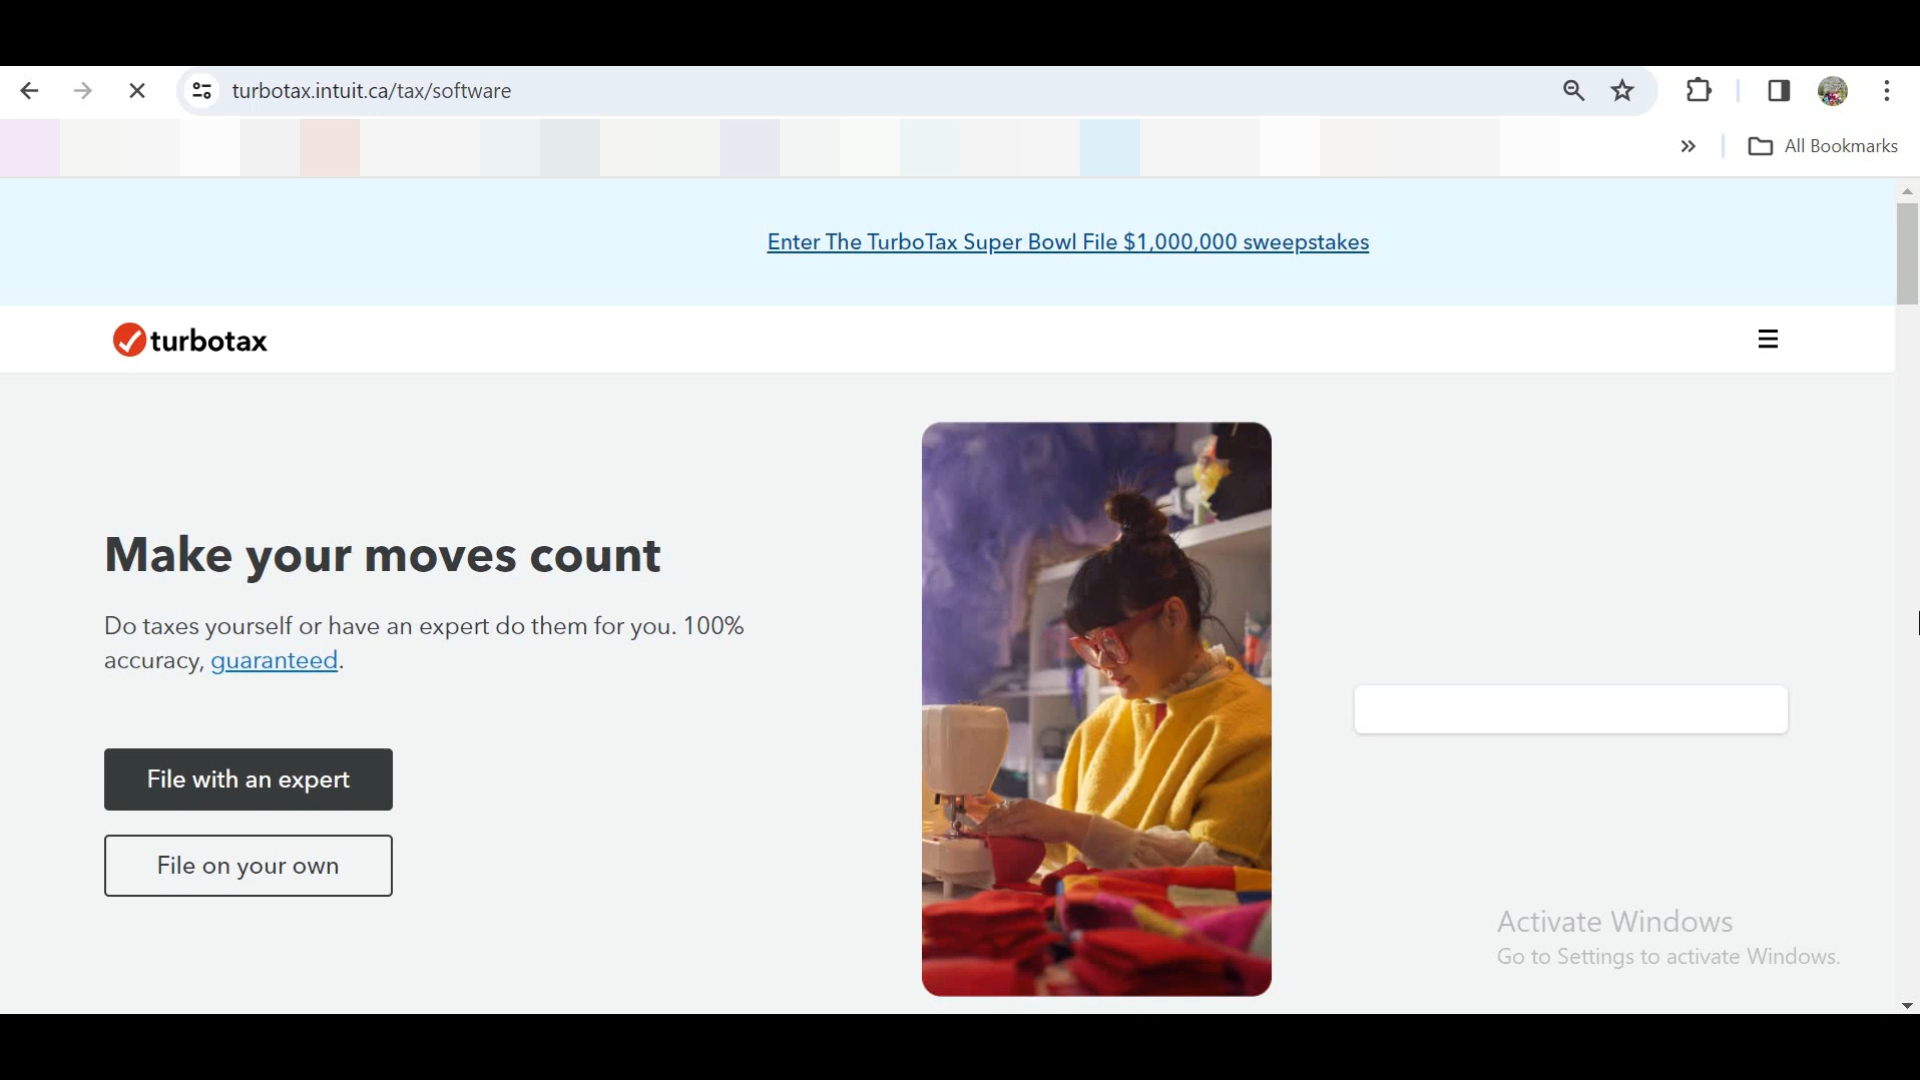 turbotax.intuit.ca/tax/software
All Bookmarks
Enter The TurboTax Super Bowl File $1,000,000 sweepstakes
turbotax
Make your moves count
Do taxes yourself or have an expert do them for you. 100%
accuracy, guaranteed.
File with an expert
File on your own
Activate Windows
Go to Settings to activate Windows.